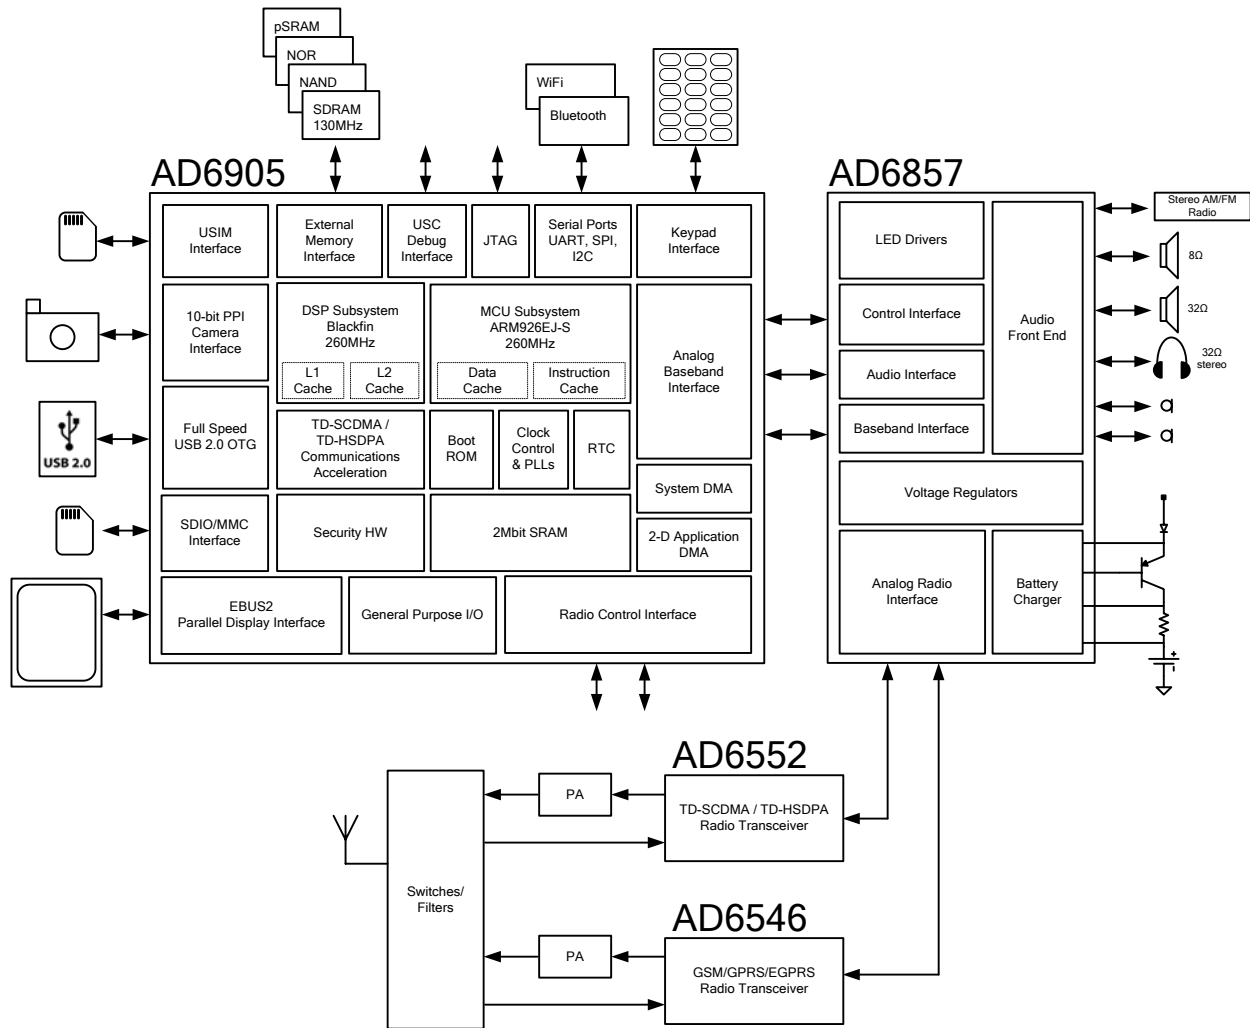 pSRAM
NOR
NAND
SDRAM
130MHz
WiFi
Bluetooth
AD6905
AD6857
USIM
Interface
External
Memory
Interface
USC
Debug
Interface
JTAG
Serial Ports
UART, SPI,
I2C
Keypad
Interface
10-bit PPI
Camera
Interface
DSP Subsystem
Blackfin
260MHz
L1
Cache
L2
Cache
MCU Subsystem
ARM926EJ-S
260MHz
Data
Cache
Instruction
Cache
Analog
Baseband
Interface
Full Speed
USB 2.0 OTG
USB 2.0
TD-SCDMA /
TD-HSDPA
Communications
Acceleration
Boot
ROM
Clock
Control
& PLLs
RTC
System DMA
SDIO/MMC
Interface
Security HW
2Mbit SRAM
2-D Application
DMA
EBUS2
Parallel Display Interface
General Purpose I/O
Radio Control Interface
LED Drivers
Control Interface
Audio Interface
Baseband Interface
Audio
Front End
Voltage Regulators
Analog Radio
Interface
Battery
Charger
Stereo AM/FM
Radio
8Ω
32Ω
32Ω
stereo
+
-
AD6552
PA
TD-SCDMA / TD-HSDPA
Radio Transceiver
Switches/
Filters
AD6546
PA
GSM/GPRS/EGPRS
Radio Transceiver